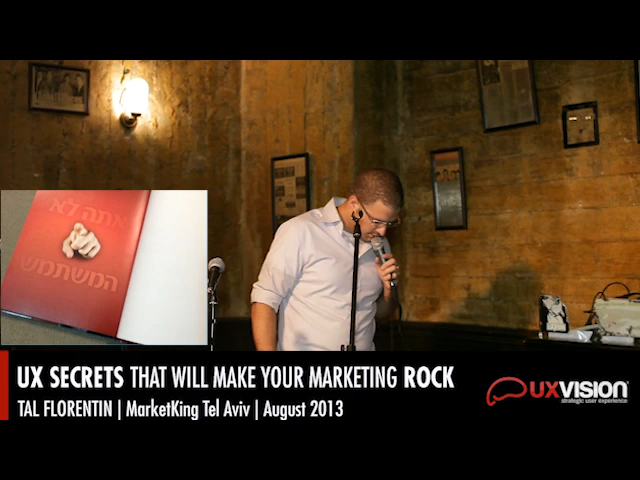 אתה לא
המשתמש
UX SECRETS THAT WILL MAKE YOUR MARKETING ROCK
TAL FLORENTIN | MarketKing Tel Aviv | August 2013
UXVISION
strategic user experience